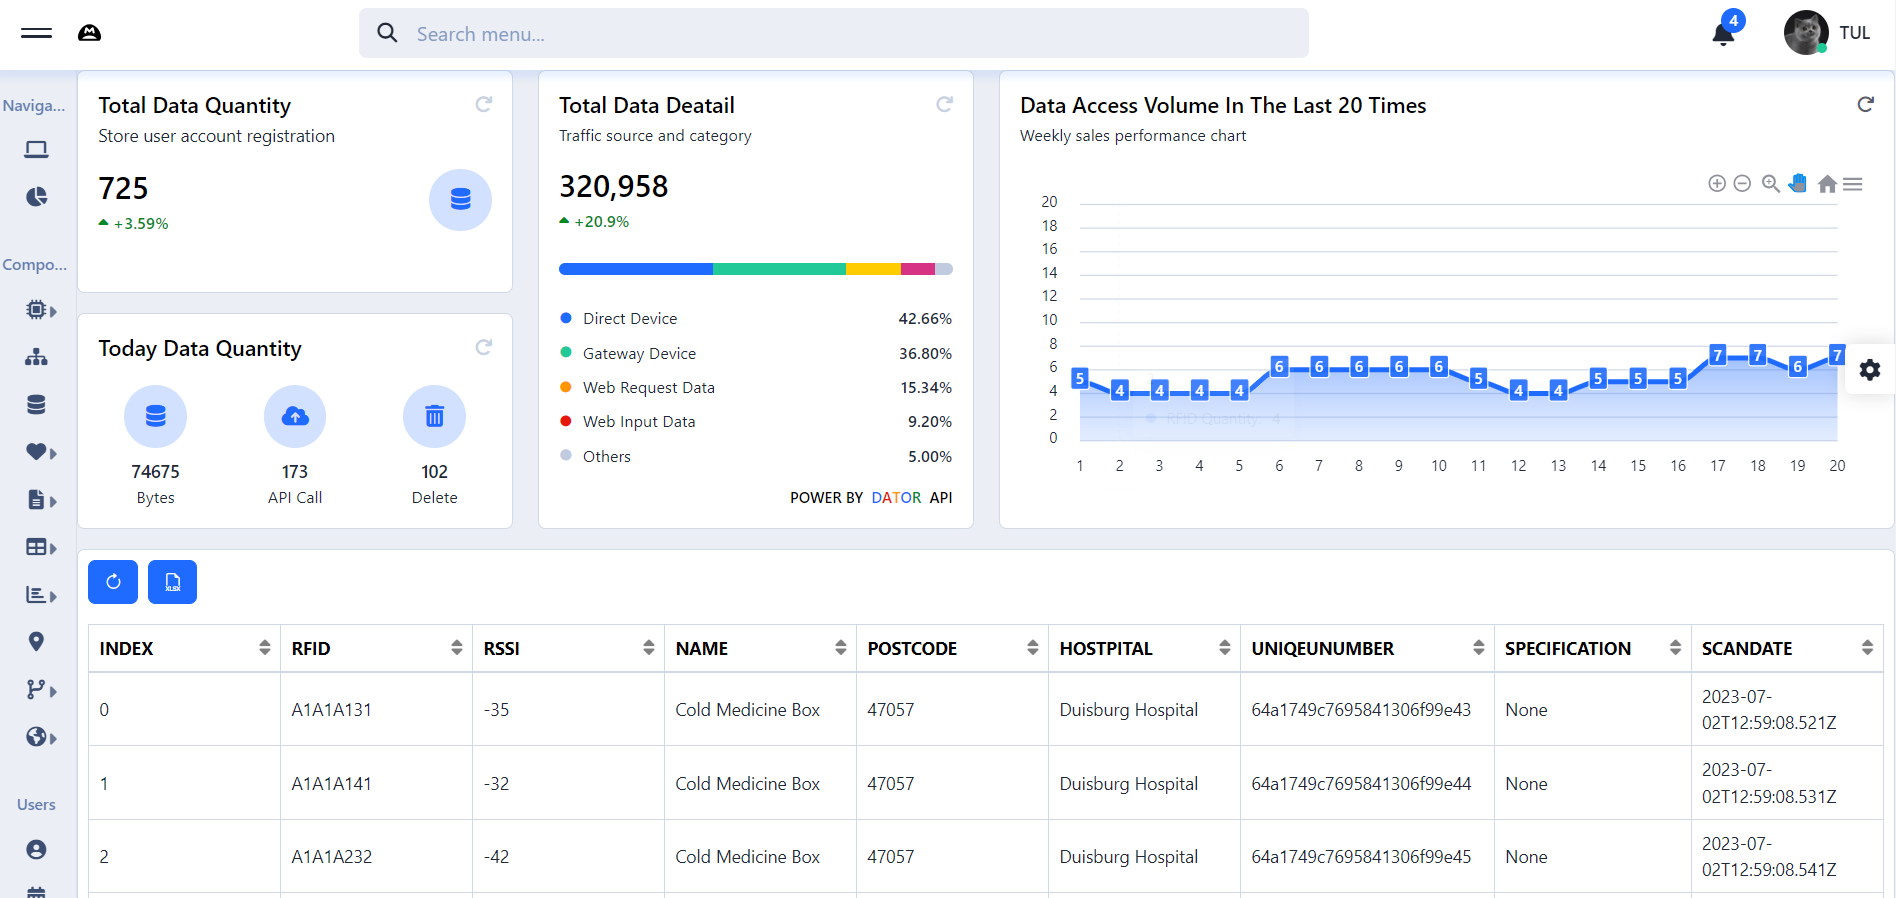 Search menu...
4
TUL
Naviga...
Compo...
Users
Total Data Quantity
Store user account registration
725
+3.59%
Today Data Quantity
74675 173 102
Bytes API Call Delete
Total Data Deatail
Traffic source and category
320,958
+20.9%
Direct Device 42.66%
Gateway Device 36.80%
Web Request Data 15.34%
Web Input Data 9.20%
Others 5.00%
POWER BY DATOR API
Data Access Volume In The Last 20 Times
Weekly sales performance chart
20
18
16
14
12
10
8
6
4
2
0
5 4 4 4 4 6 6 6 6 6 5 4 4 5 5 5 7 7 6 7
RFID Quantity: 4
1 2 3 4 5 6 7 8 9 10 11 12 13 14 15 16 17 18 19 20
XLSX
INDEX RFID RSSI NAME POSTCODE HOSTPITAL UNIQEUNUMBER SPECIFICATION SCANDATE
0 A1A1A131 -35 Cold Medicine Box 47057 Duisburg Hospital 64a1749c7695841306f99e43 None 2023-07-
02T12:59:08.521Z
1 A1A1A141 -32 Cold Medicine Box 47057 Duisburg Hospital 64a1749c7695841306f99e44 None 2023-07-
02T12:59:08.531Z
2 A1A1A232 -42 Cold Medicine Box 47057 Duisburg Hospital 64a1749c7695841306f99e45 None 2023-07-
02T12:59:08.541Z